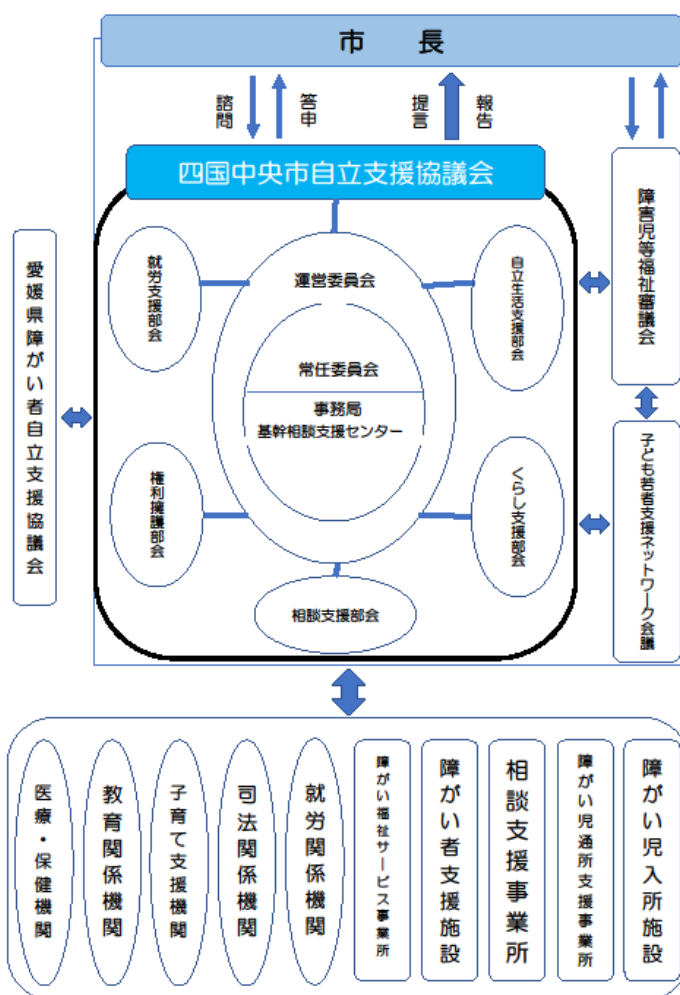 市　長
諮問
答申
提言
報告
四国中央市自立支援協議会
愛媛県障がい者自立支援協議会
就労支援部会
運営委員会
自立生活支援部会
常任委員会
事務局
基幹相談支援センター
権利擁護部会
くらし支援部会
相談支援部会
障害児等福祉審議会
子ども若者支援ネットワーク会議
医療・保健機関
教育関係機関
子育て支援機関
司法関係機関
就労関係機関
障がい福祉サービス事業所
障がい者支援施設
相談支援事業所
障がい児通所支援事業所
障がい児入所施設